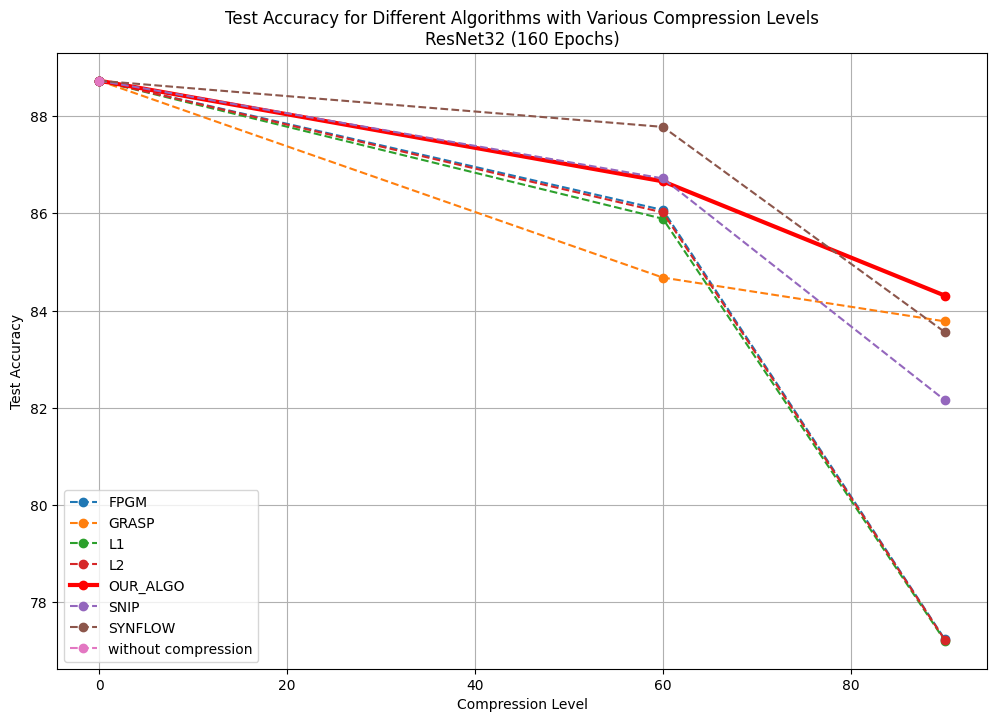 Test Accuracy for Different Algorithms with Various Compression Levels
ResNet32 (160 Epochs)
88
86
84
82
80
78
Test Accuracy
FPGM
GRASP
L1
L2
OUR_ALGO
SNIP
SYNFLOW
without compression
0 20 40 60 80
Compression Level